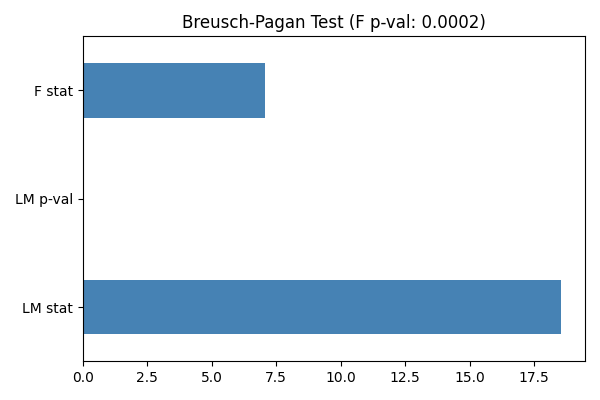 Breusch-Pagan Test (F p-val: 0.0002)
F stat
LM p-val
LM stat
0.0 2.5 5.0 7.5 10.0 12.5 15.0 17.5